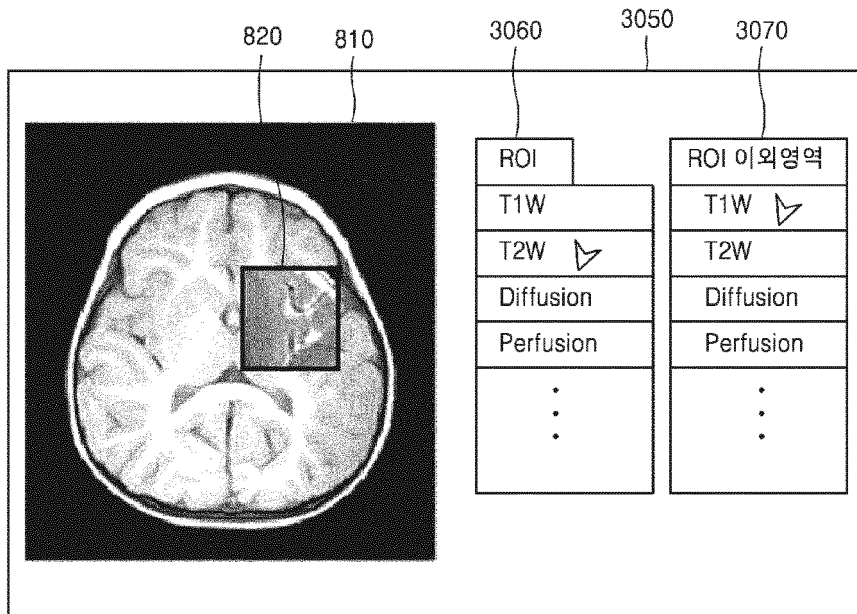 820 810 3060 3050 3070
ROI
T1W
T2W
Diffusion
Perfusion
ROI 이외영역
T1W
T2W
Diffusion
Perfusion